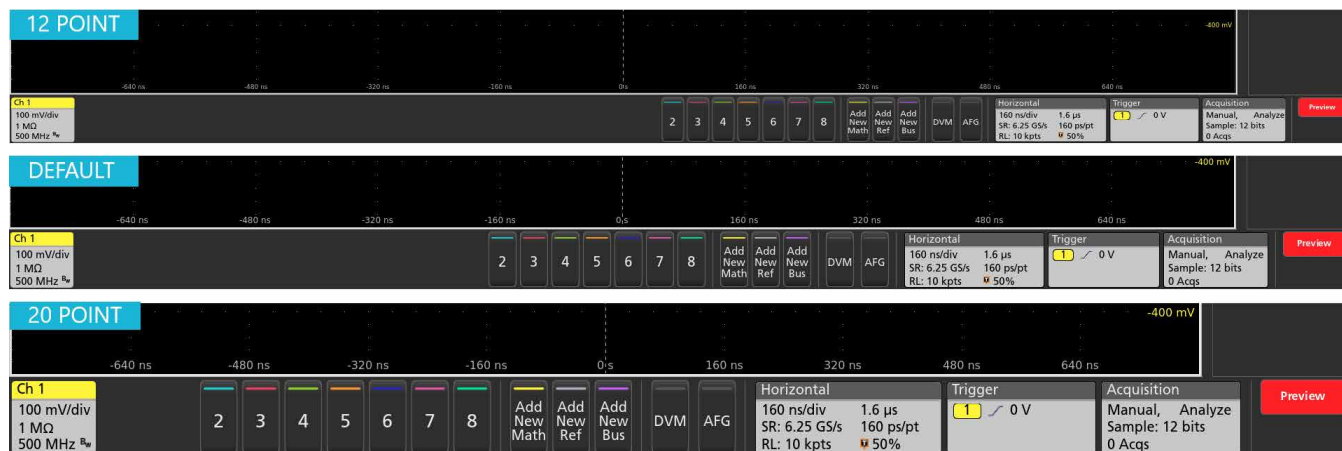 12 POINT
-400 mV
-640 ns -480 ns -320 ns -160 ns 0 s 160 ns 320 ns 480 ns 640 ns
Ch 1
100 mV/div
1 MΩ
500 MHz Bw
2 3 4 5 6 7 8
Add New Math
Add New Ref
Add New Bus
DVM AFG
Horizontal
160 ns/div 1.6 µs
SR: 6.25 GS/s 160 ps/pt
RL: 10 kpts 50%
Trigger
1 0 V
Acquisition
Manual, Analyze
Sample: 12 bits
0 Acqs
Preview
DEFAULT
-400 mV
-640 ns -480 ns -320 ns -160 ns 0 s 160 ns 320 ns 480 ns 640 ns
Ch 1
100 mV/div
1 MΩ
500 MHz Bw
2 3 4 5 6 7 8
Add New Math
Add New Ref
Add New Bus
DVM AFG
Horizontal
160 ns/div 1.6 µs
SR: 6.25 GS/s 160 ps/pt
RL: 10 kpts 50%
Trigger
1 0 V
Acquisition
Manual, Analyze
Sample: 12 bits
0 Acqs
Preview
20 POINT
-400 mV
-640 ns -480 ns -320 ns -160 ns 0 s 160 ns 320 ns 480 ns 640 ns
Ch 1
100 mV/div
1 MΩ
500 MHz Bw
2 3 4 5 6 7 8
Add New Math
Add New Ref
Add New Bus
DVM AFG
Horizontal
160 ns/div 1.6 µs
SR: 6.25 GS/s 160 ps/pt
RL: 10 kpts 50%
Trigger
1 0 V
Acquisition
Manual, Analyze
Sample: 12 bits
0 Acqs
Preview